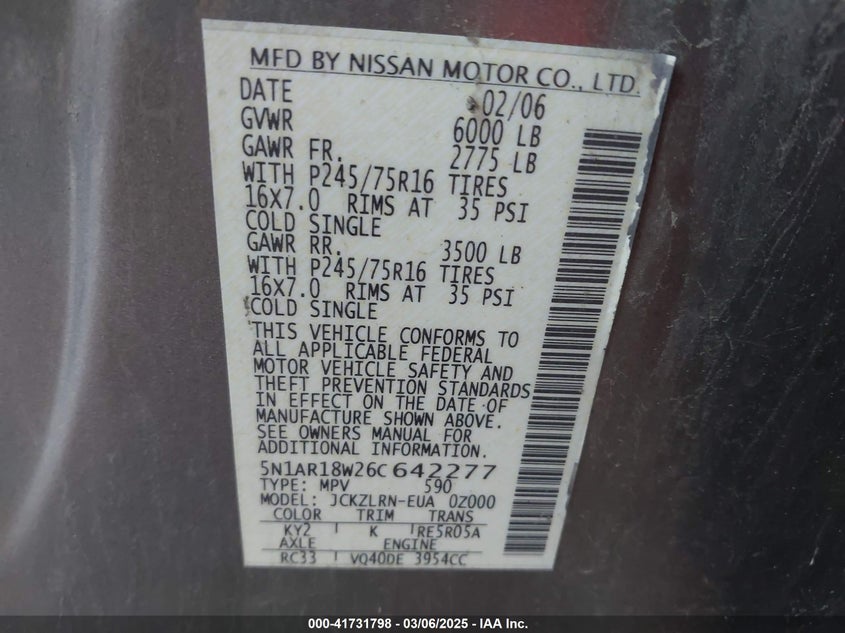 MFD BY NISSAN MOTOR CO., LTD.
DATE 02/06
GVWR 6000 LB
GAWR FR. 2775 LB
WITH P245/75R16 TIRES
16X7.0 RIMS AT 35 PSI
COLD SINGLE
GAWR RR. 3500 LB
WITH P245/75R16 TIRES
16X7.0 RIMS AT 35 PSI
COLD SINGLE
THIS VEHICLE CONFORMS TO
ALL APPLICABLE FEDERAL
MOTOR VEHICLE SAFETY AND
THEFT PREVENTION STANDARDS
IN EFFECT ON THE DATE OF
MANUFACTURE SHOWN ABOVE.
SEE OWNERS MANUAL FOR
ADDITIONAL INFORMATION.
5N1AR18W26C642277
TYPE: MPV 590
MODEL: JCKZLRN-EUA 0Z000
COLOR TRIM TRANS
KY2 K RE5R05A
AXLE ENGINE
RC33 VQ40DE 3954CC
000-41731798 — 03/06/2025 — IAA Inc.